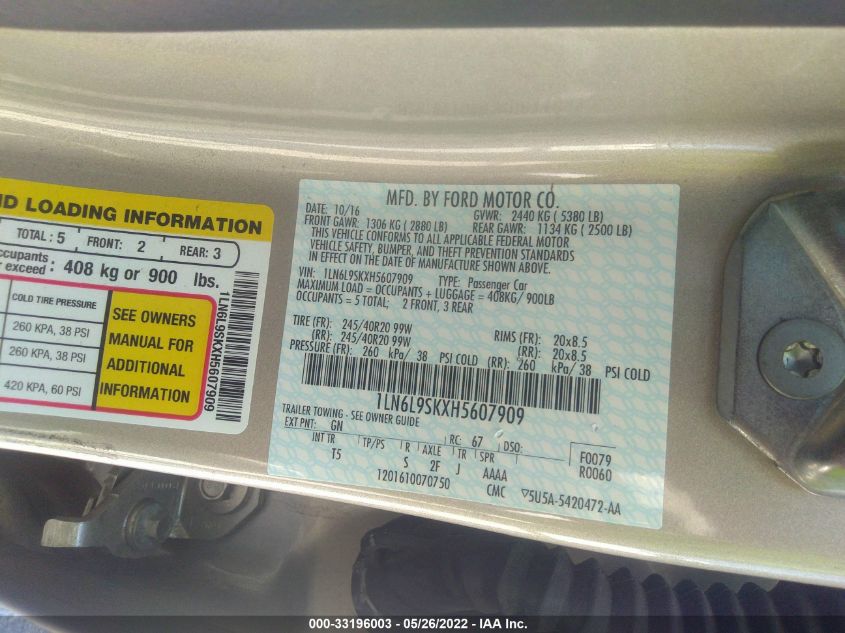 ND LOADING INFORMATION
TOTAL : 5 FRONT: 2 REAR: 3
ccupants
r exceed : 408 kg or 900 lbs.
COLD TIRE PRESSURE
260 KPA, 38 PSI
260 KPA, 38 PSI
420 KPA, 60 PSI
SEE OWNERS
MANUAL FOR
ADDITIONAL
INFORMATION
1LN6L9SKXH5607909
MFD. BY FORD MOTOR CO.
DATE: 10/16 GVWR: 2440 KG ( 5380 LB)
FRONT GAWR: 1306 KG ( 2880 LB) REAR GAWR: 1134 KG ( 2500 LB)
THIS VEHICLE CONFORMS TO ALL APPLICABLE FEDERAL MOTOR
VEHICLE SAFETY, BUMPER, AND THEFT PREVENTION STANDARDS
IN EFFECT ON THE DATE OF MANUFACTURE SHOWN ABOVE.
VIN: 1LN6L9SKXH5607909 TYPE: Passenger Car
MAXIMUM LOAD = OCCUPANTS + LUGGAGE = 408KG/ 900LB
OCCUPANTS = 5 TOTAL; 2 FRONT, 3 REAR
TIRE (FR): 245/40R20 99W RIMS (FR): 20x8.5
(RR): 245/40R20 99W (RR): 20x8.5
PRESSURE (FR): 260 kPa/ 38 PSI COLD (RR): 260 kPa/ 38 PSI COLD
1LN6L9SKXH5607909
TRAILER TOWING - SEE OWNER GUIDE
EXT PNT: GN RC: 67 DSO: F0079
INT TR TP/PS R AXLE TR SPR R0060
T5 S 2F J AAAA
1201610070750 CMC 5U5A-5420472-AA
000-33196003 - 05/26/2022 - IAA Inc.